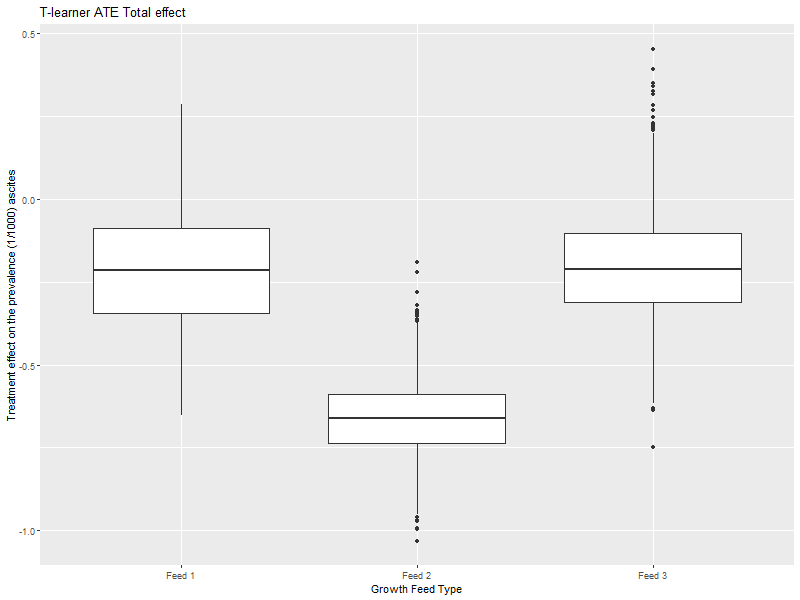 T-learner ATE Total effect
Treatment effect on the prevalence (1/1000) ascites
0.5
0.0
-0.5
-1.0
Feed 1
Feed 2
Feed 3
Growth Feed Type